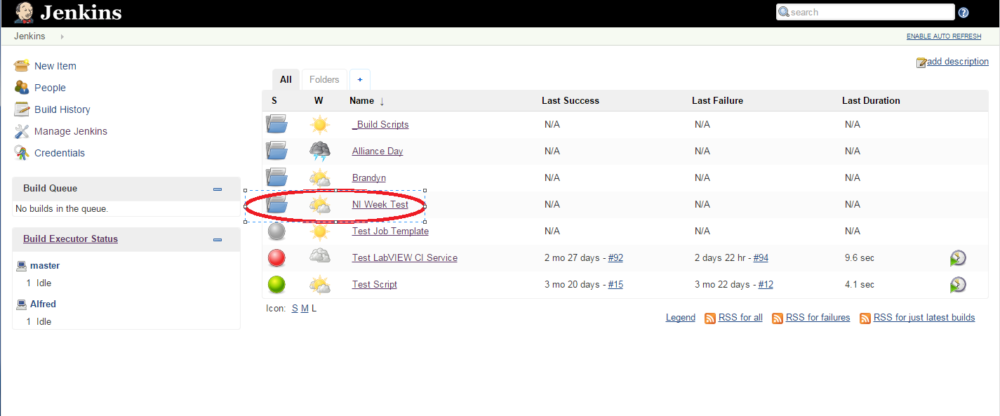 Jenkins
search
Jenkins
ENABLE AUTO REFRESH
New Item
People
Build History
Manage Jenkins
Credentials
Build Queue
No builds in the queue.
Build Executor Status
master
1 Idle
Alfred
1 Idle
add description
All Folders +
S W Name ↓ Last Success Last Failure Last Duration
_Build Scripts N/A N/A N/A
Alliance Day N/A N/A N/A
Brandyn N/A N/A N/A
NI Week Test N/A N/A N/A
Test Job Template N/A N/A N/A
Test LabVIEW CI Service 2 mo 27 days - #92 2 days 22 hr - #94 9.6 sec
Test Script 3 mo 20 days - #15 3 mo 22 days - #12 4.1 sec
Icon: S M L
Legend RSS for all RSS for failures RSS for just latest builds